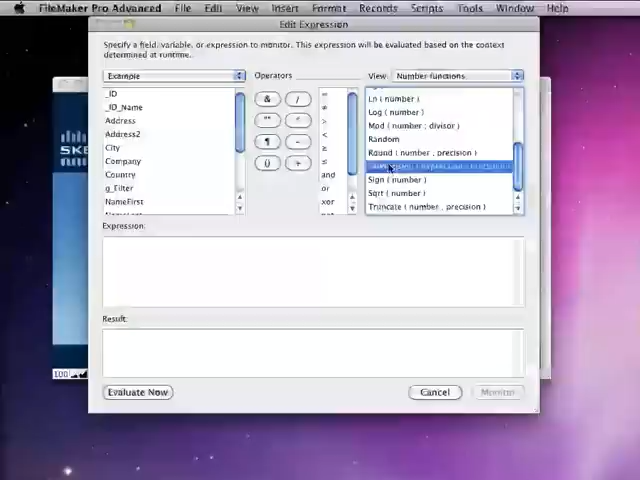 FileMaker Pro Advanced File Edit View Insert Format Records Scripts Tools Window Help
Edit Expression
Specify a field, variable, or expression to monitor. This expression will be evaluated based on the context
determined at runtime.
Example Operators View: Number functions
_ID
_ID_Name
Address
Address2
City
Company
Country
g_Filter
NameFirst
& /
"" *
¶ -
() +
=
≠
>
<
≥
≤
and
or
xor
Ln ( number )
Log ( number )
Mod ( number ; divisor )
Random
Round ( number ; precision )
Sign ( number )
Sqrt ( number )
Truncate ( number ; precision )
Expression:
Result:
Evaluate Now Cancel Monitor
SKE
100